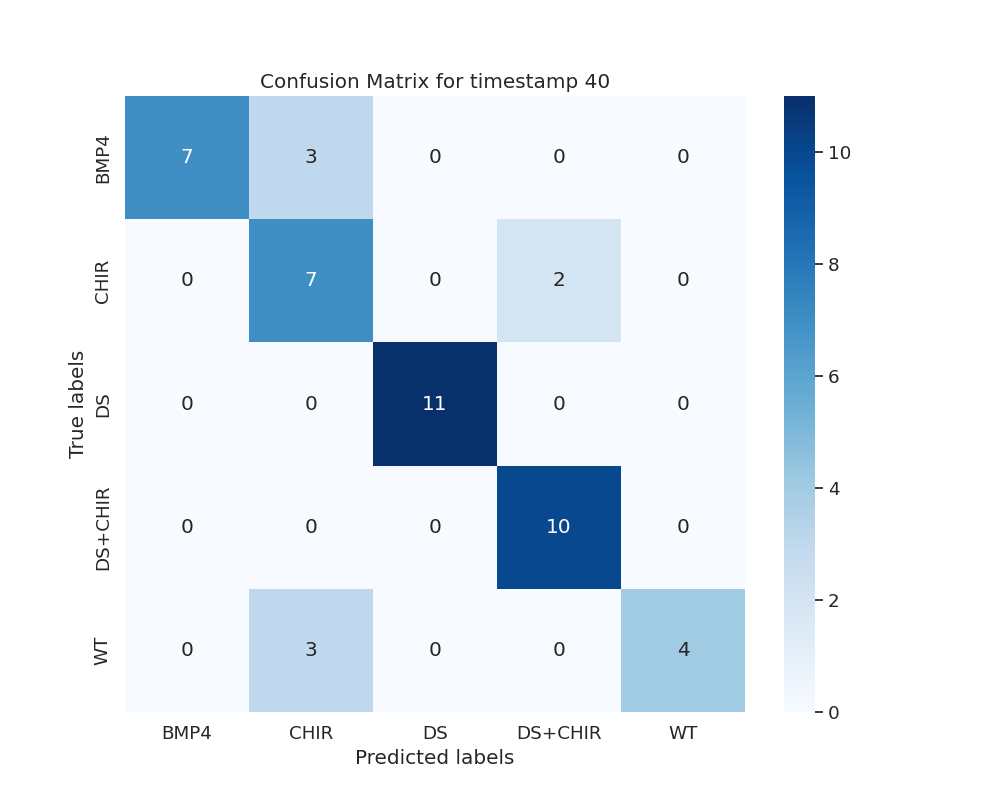 Confusion Matrix for timestamp 40
BMP4 7 3 0 0 0
CHIR 0 7 0 2 0
DS 0 0 11 0 0
DS+CHIR 0 0 0 10 0
WT 0 3 0 0 4
True labels
BMP4 CHIR DS DS+CHIR WT
Predicted labels
10
8
6
4
2
0